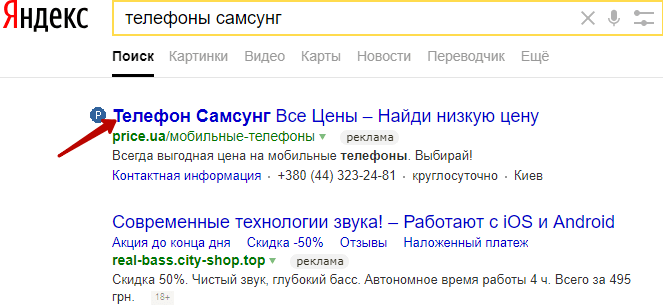 Яндекс
телефоны самсунг
Поиск Картинки Видео Карты Новости Переводчик Ещё
Р Телефон Самсунг Все Цены – Найди низкую цену
price.ua/мобильные-телефоны реклама
Всегда выгодная цена на мобильные телефоны. Выбирай!
Контактная информация · +380 (44) 323-24-81 · круглосуточно · Киев
Современные технологии звука! – Работают с iOS и Android
Акция до конца дня Скидка -50% Отзывы Наложенный платеж
real-bass.city-shop.top реклама
Скидка 50%. Чистый звук, глубокий басс. Автономное время работы 4 ч. Всего за 495
грн. 18+